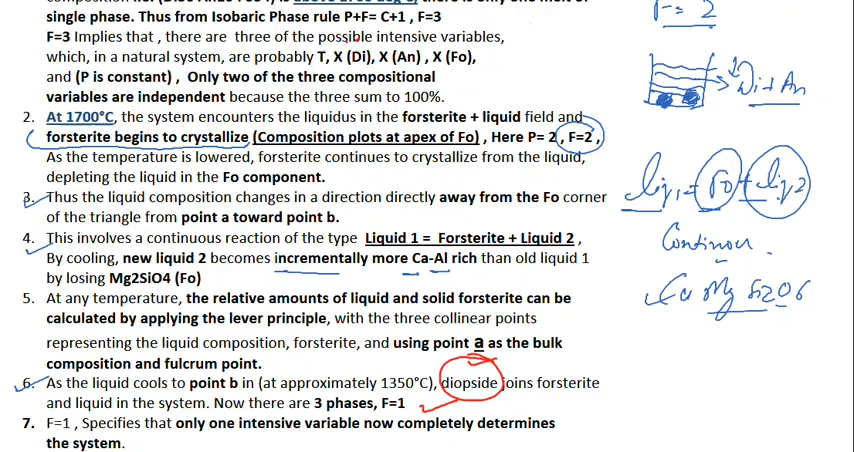 single phase. Thus from Isobaric Phase rule P+F= C+1 , F=3
F=3 Implies that , there are three of the possible intensive variables,
which, in a natural system, are probably T, X (Di), X (An) , X (Fo),
and (P is constant) , Only two of the three compositional
variables are independent because the three sum to 100%.
2. At 1700°C, the system encounters the liquidus in the forsterite + liquid field and
forsterite begins to crystallize (Composition plots at apex of Fo) , Here P= 2 , F=2 ,
As the temperature is lowered, forsterite continues to crystallize from the liquid,
depleting the liquid in the Fo component.
3. Thus the liquid composition changes in a direction directly away from the Fo corner
of the triangle from point a toward point b.
4. This involves a continuous reaction of the type Liquid 1 = Forsterite + Liquid 2 ,
By cooling, new liquid 2 becomes incrementally more Ca-Al rich than old liquid 1
by losing Mg2SiO4 (Fo)
5. At any temperature, the relative amounts of liquid and solid forsterite can be
calculated by applying the lever principle, with the three collinear points
representing the liquid composition, forsterite, and using point a as the bulk
composition and fulcrum point.
6. As the liquid cools to point b in (at approximately 1350°C), diopside joins forsterite
and liquid in the system. Now there are 3 phases, F=1
7. F=1 , Specifies that only one intensive variable now completely determines
the system.
F= 2
Di+An
liq1= Fo+liq2
Ca Mg Si2O6